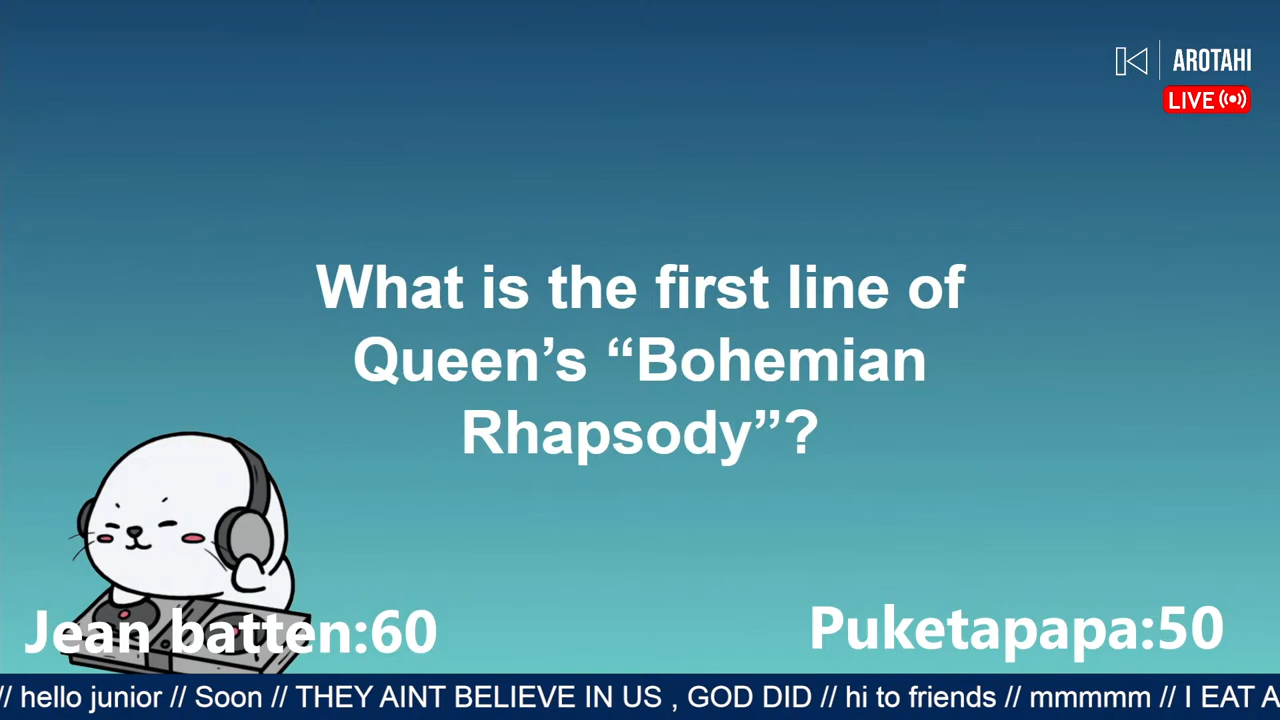 AROTAHI
LIVE
What is the first line of
Queen’s “Bohemian
Rhapsody”?
Jean batten:60
Puketapapa:50
// hello junior // Soon // THEY AINT BELIEVE IN US , GOD DID // hi to friends // mmmmm // I EAT A